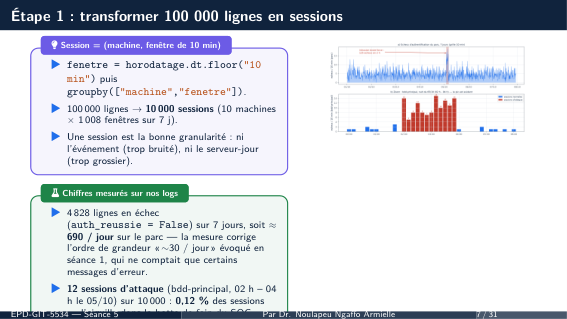 Étape 1 : transformer 100 000 lignes en sessions
Session = (machine, fenêtre de 10 min)
fenetre = horodatage.dt.floor("10
min") puis
groupby(["machine","fenetre"]).
100 000 lignes → 10 000 sessions (10 machines
× 1 008 fenêtres sur 7 j).
Une session est la bonne granularité : ni
l'événement (trop bruité), ni le serveur-jour
(trop grossier).
Chiffres mesurés sur nos logs
4 828 lignes en échec
(auth_reussie = False) sur 7 jours, soit ≈
690 / jour sur le parc — la mesure corrige
l'ordre de grandeur « ~30 / jour » évoqué en
séance 1, qui ne comptait que certains
messages d'erreur.
12 sessions d'attaque (bdd-principal, 02 h – 04
h le 05/10) sur 10 000 : 0,12 % des sessions
EPD-GIT-5534 — Séance 5
Par Dr. Noulapeu Ngaffo Armielle
7 / 31